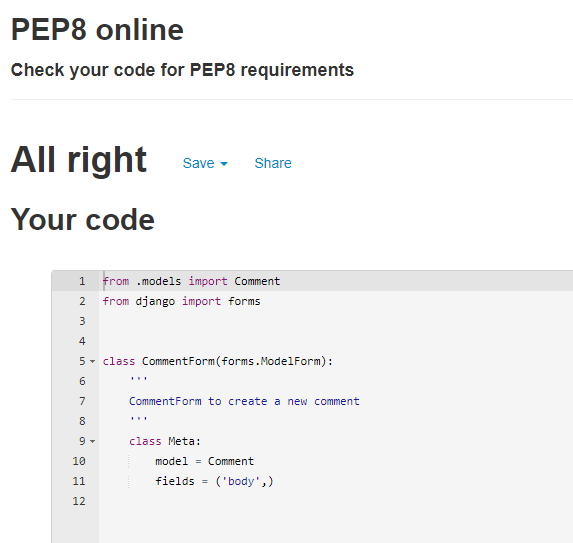 PEP8 online
Check your code for PEP8 requirements
All right Save Share
Your code
1 from .models import Comment
2 from django import forms
3
4
5 class CommentForm(forms.ModelForm):
6     '''
7     CommentForm to create a new comment
8     '''
9     class Meta:
10         model = Comment
11         fields = ('body',)
12